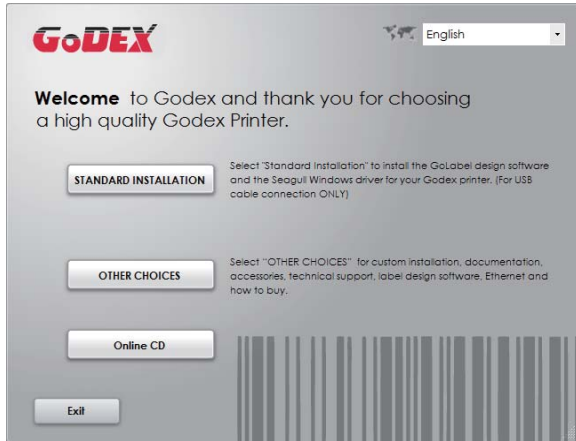 GoDEX
English
Welcome to Godex and thank you for choosing
a high quality Godex Printer.
STANDARD INSTALLATION
Select "Standard Installation" to install the GoLabel design software
and the Seagull Windows driver for your Godex printer. (For USB
cable connection ONLY)
OTHER CHOICES
Select "OTHER CHOICES" for custom installation, documentation,
accessories, technical support, label design software, Ethernet and
how to buy.
Online CD
Exit